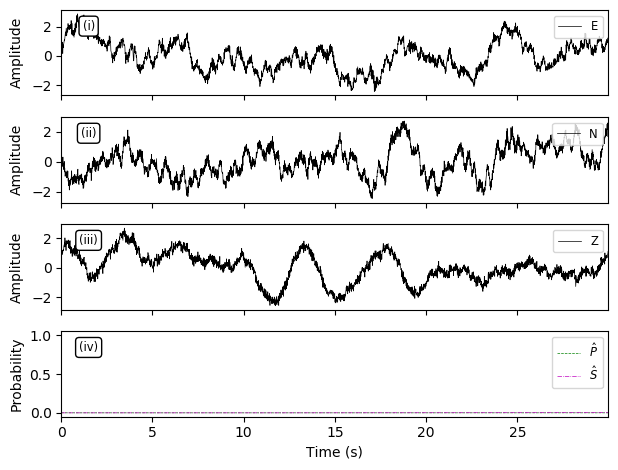 Amplitude
2
0
−2
(i)
E
Amplitude
2
0
−2
(ii)
N
Amplitude
2
0
−2
(iii)
Z
Probability
1.0
0.5
0.0
(iv)
P̂
Ŝ
0 5 10 15 20 25
Time (s)